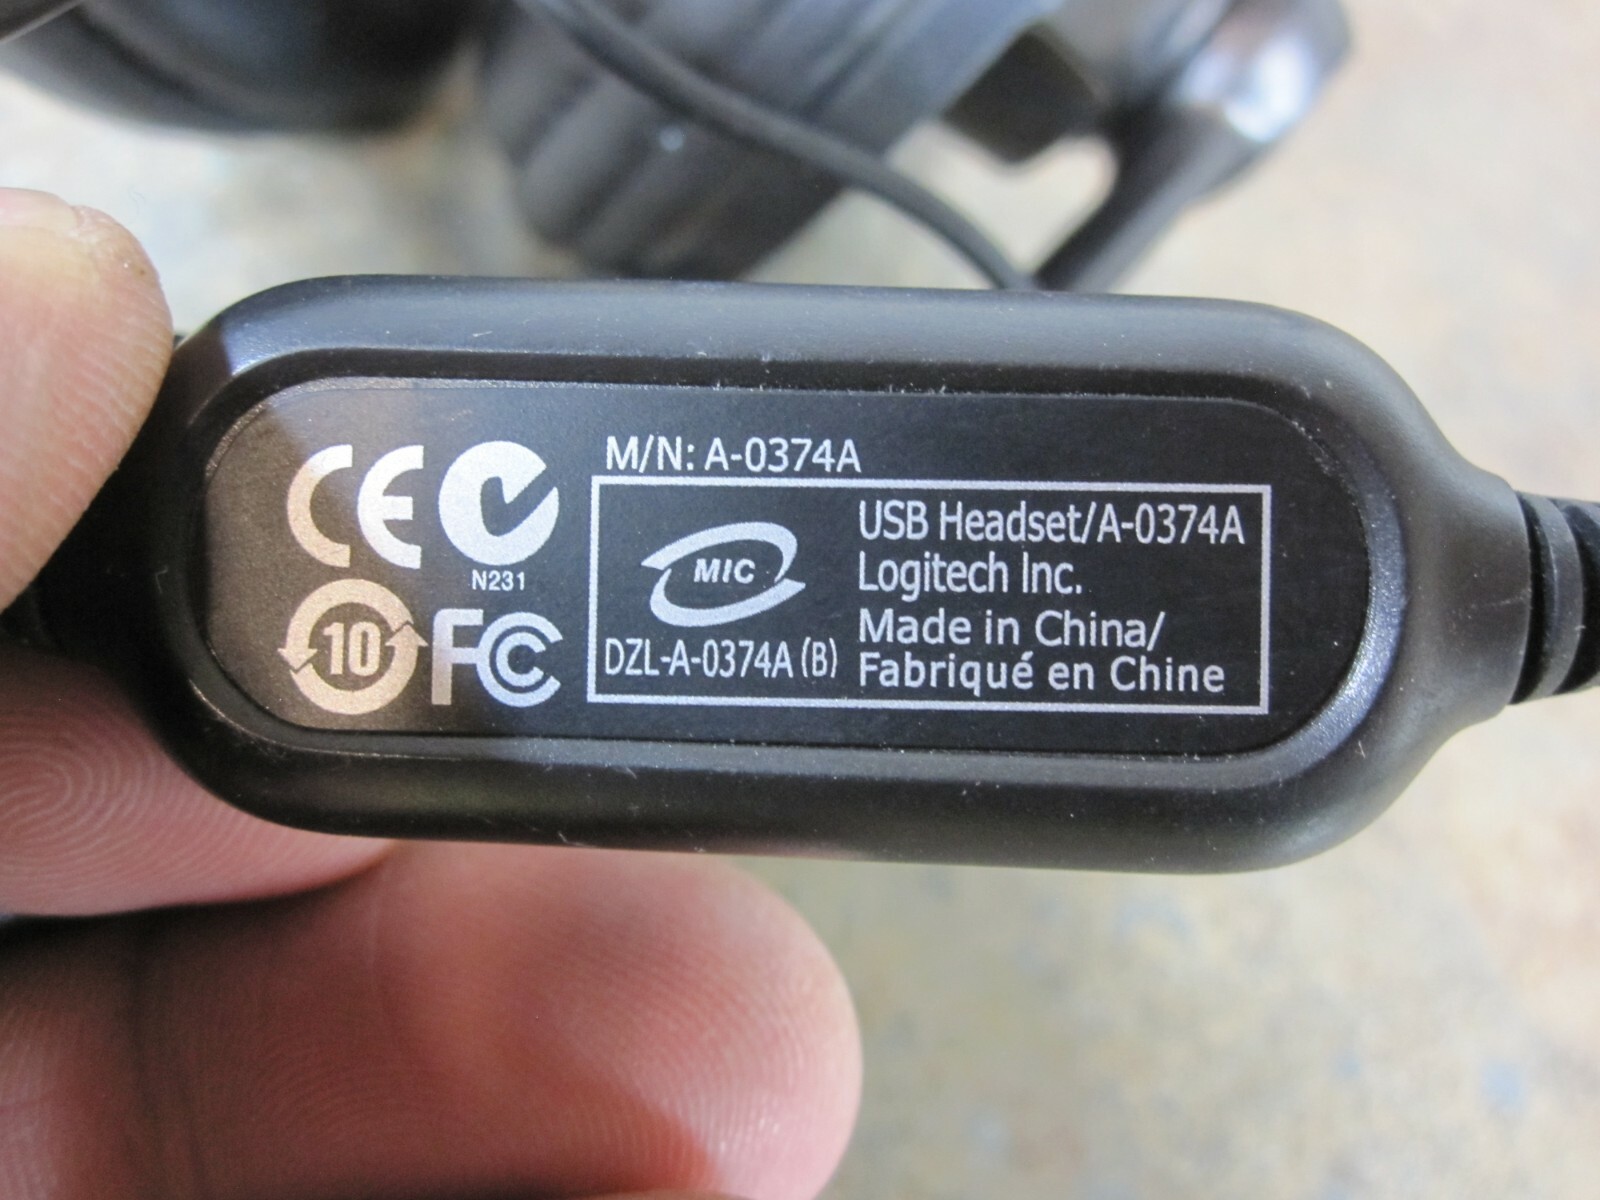 CE
N231
10
FC
M/N: A-0374A
MIC
DZL-A-0374A (B)
USB Headset/A-0374A
Logitech Inc.
Made in China/
Fabriqué en Chine